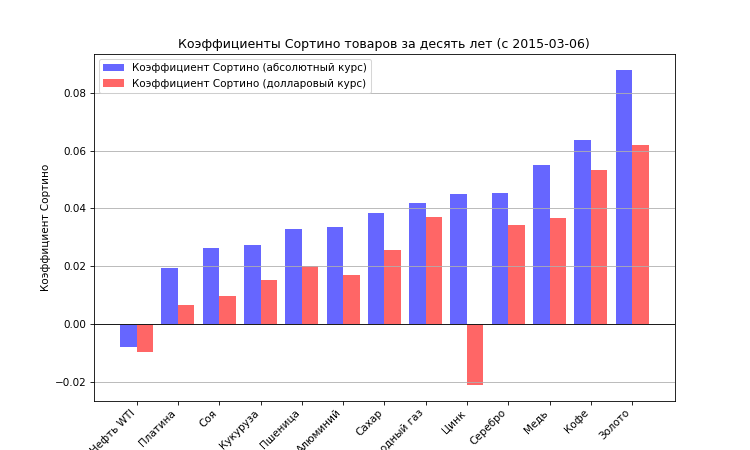 Коэффициенты Сортино товаров за десять лет (с 2015-03-06)
Коэффициент Сортино (абсолютный курс)
Коэффициент Сортино (долларовый курс)
Коэффициент Сортино
0.08
0.06
0.04
0.02
0.00
−0.02
Нефть WTI
Платина
Соя
Кукуруза
Пшеница
Алюминий
Сахар
газ
Цинк
Серебро
Медь
Кофе
Золото